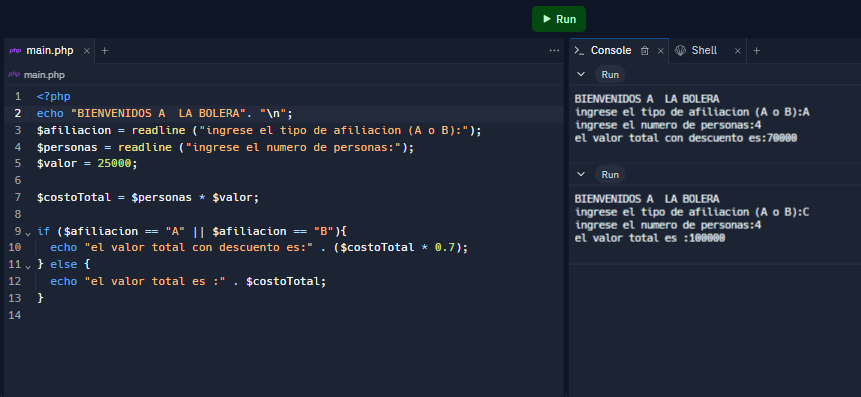 Run
php main.php × +
...
Console × Shell × +
php main.php
1 <?php
2 echo "BIENVENIDOS A  LA BOLERA". "\n";
3 $afiliacion = readline ("ingrese el tipo de afiliacion (A o B):");
4 $personas = readline ("ingrese el numero de personas:");
5 $valor = 25000;
6
7 $costoTotal = $personas * $valor;
8
9 if ($afiliacion == "A" || $afiliacion == "B"){
10 echo "el valor total con descuento es:" . ($costoTotal * 0.7);
11 } else {
12 echo "el valor total es :" . $costoTotal;
13 }
14
Run
BIENVENIDOS A  LA BOLERA
ingrese el tipo de afiliacion (A o B):A
ingrese el numero de personas:4
el valor total con descuento es:70000
Run
BIENVENIDOS A  LA BOLERA
ingrese el tipo de afiliacion (A o B):C
ingrese el numero de personas:4
el valor total es :100000